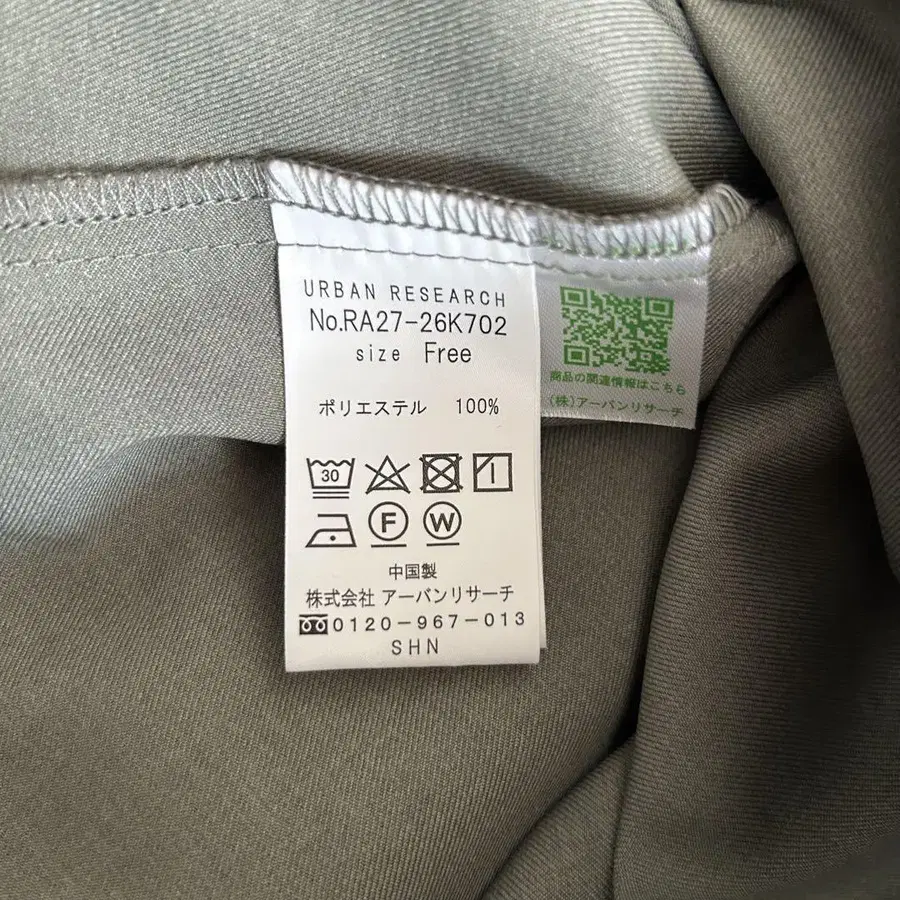 URBAN RESEARCH
No.RA27-26K702
size Free
ポリエステル 100%
30
F W
中国製
株式会社 アーバンリサーチ
0120-967-013
SHN
商品の関連情報はこちら
(株)アーバンリサーチ